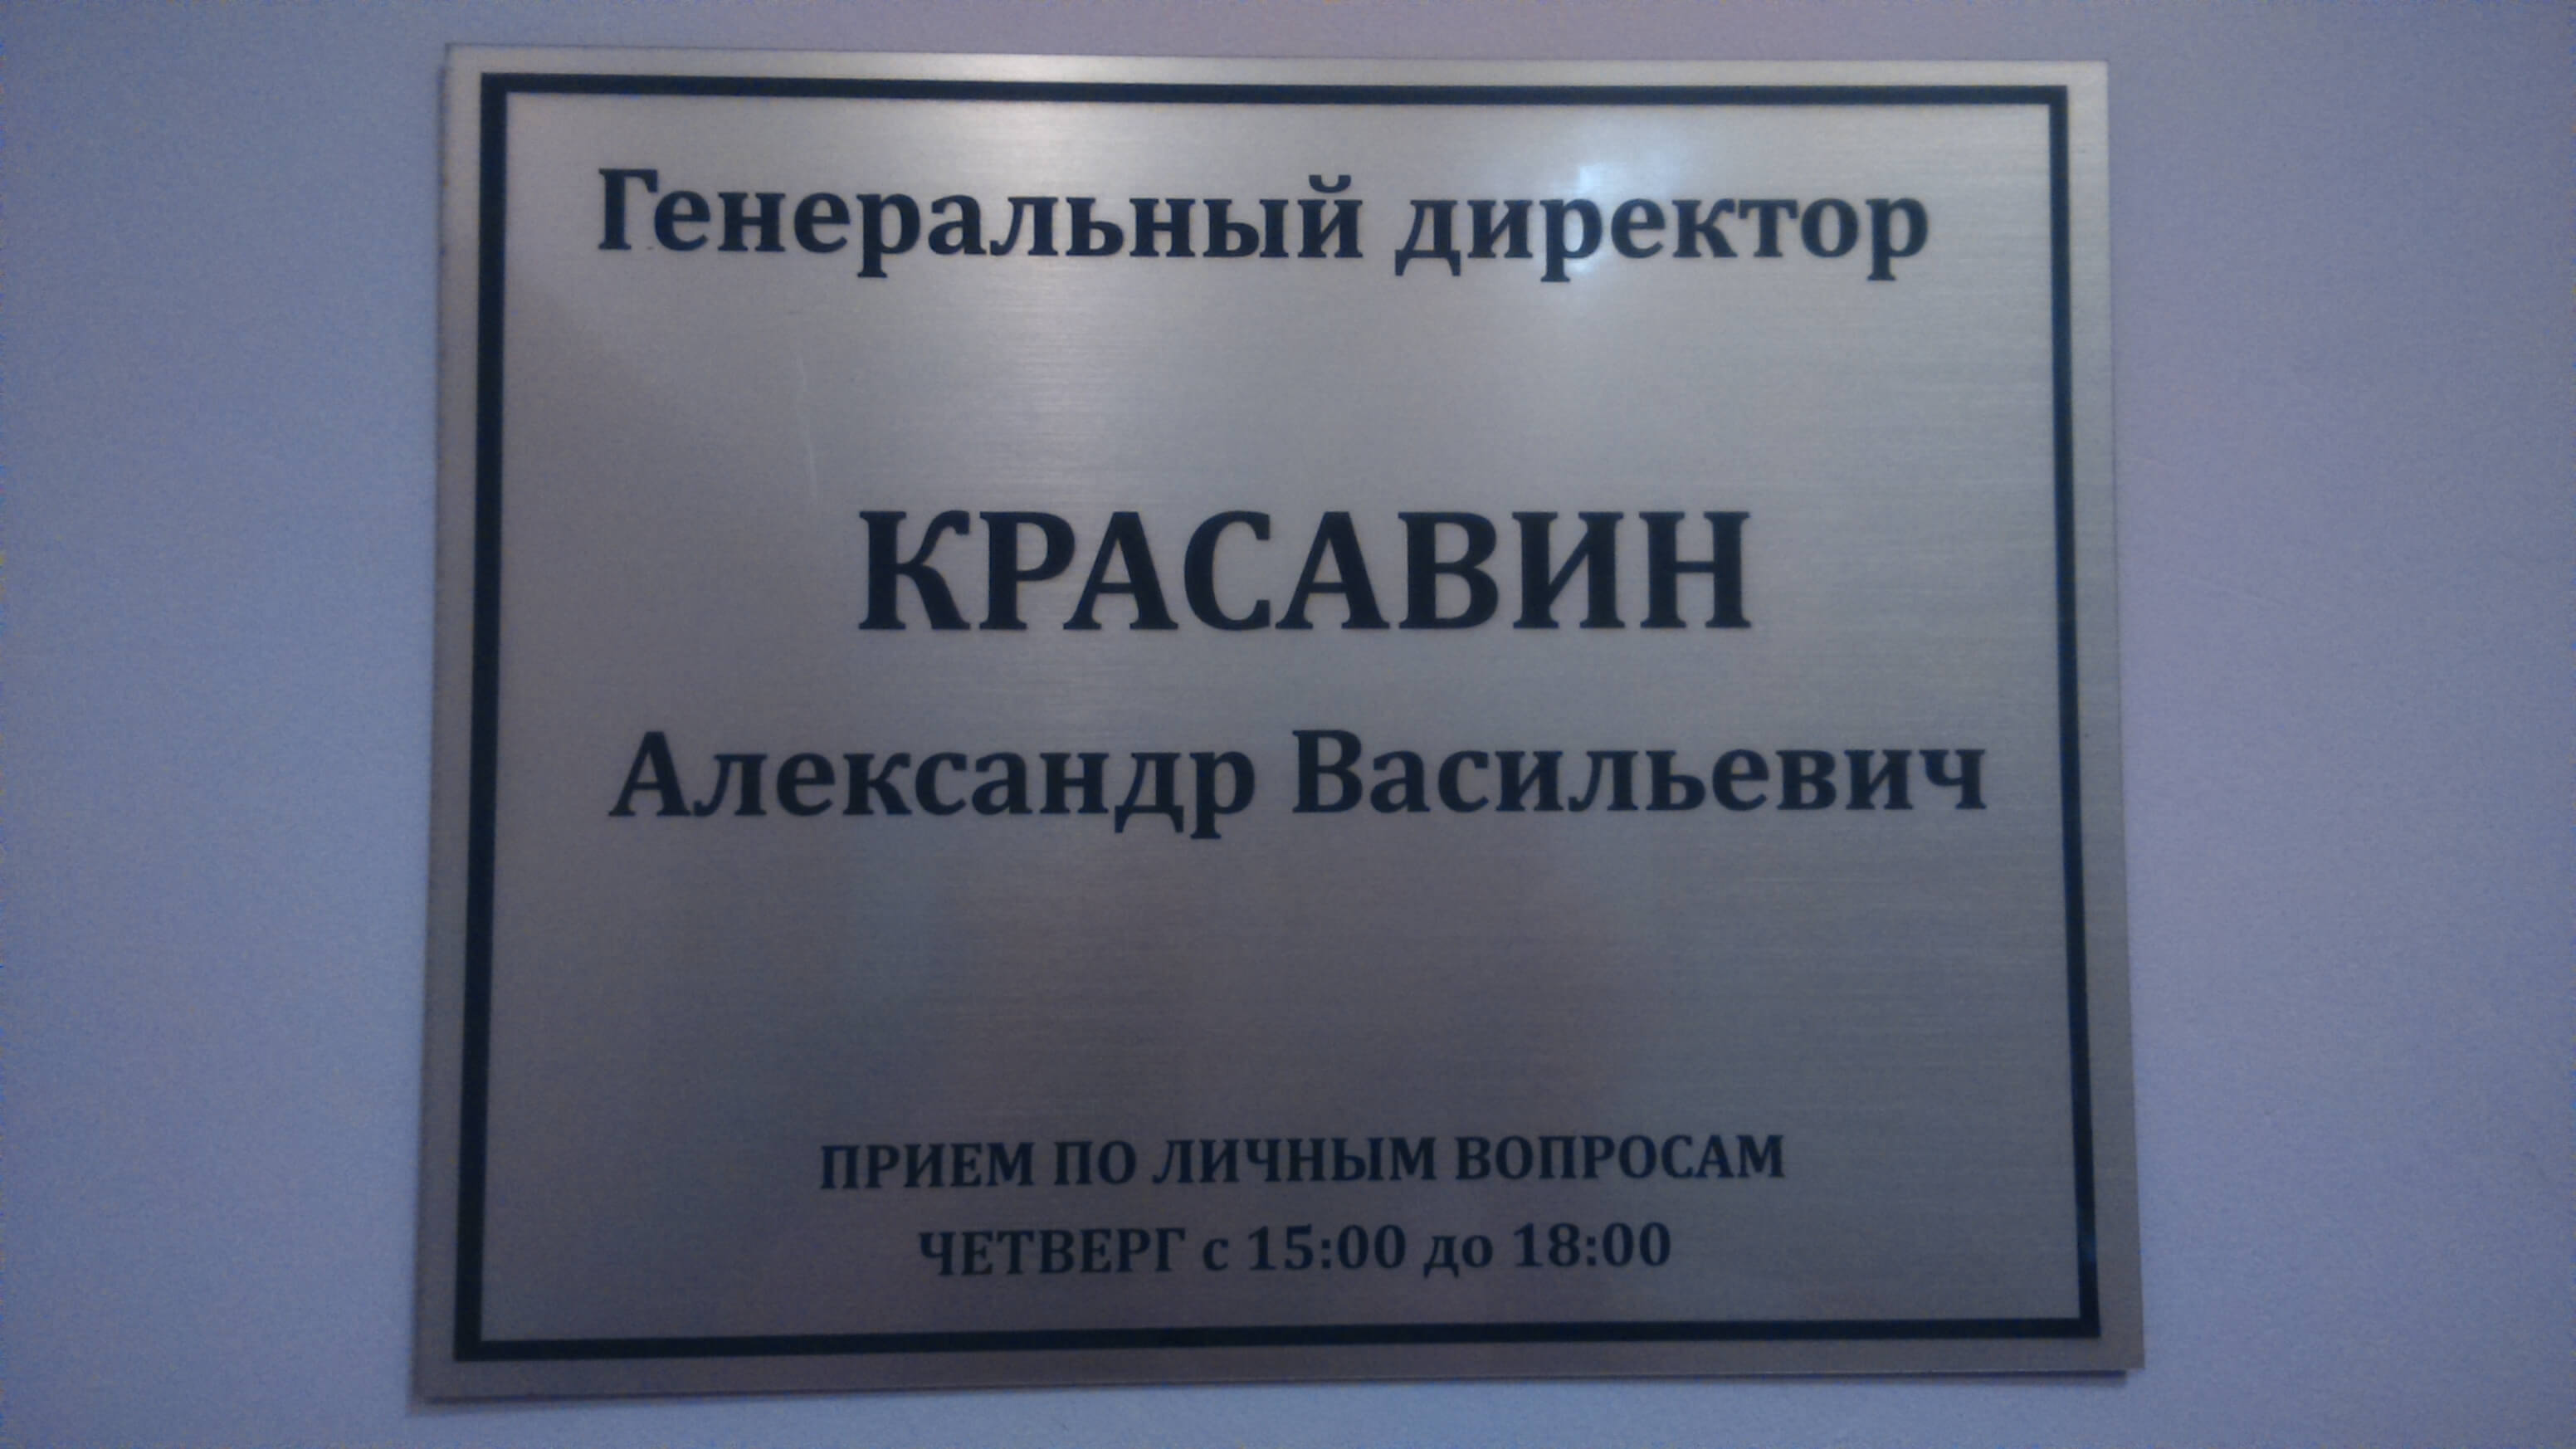 Генеральный директор
КРАСАВИН
Александр Васильевич
ПРИЕМ ПО ЛИЧНЫМ ВОПРОСАМ
ЧЕТВЕРГ с 15:00 до 18:00